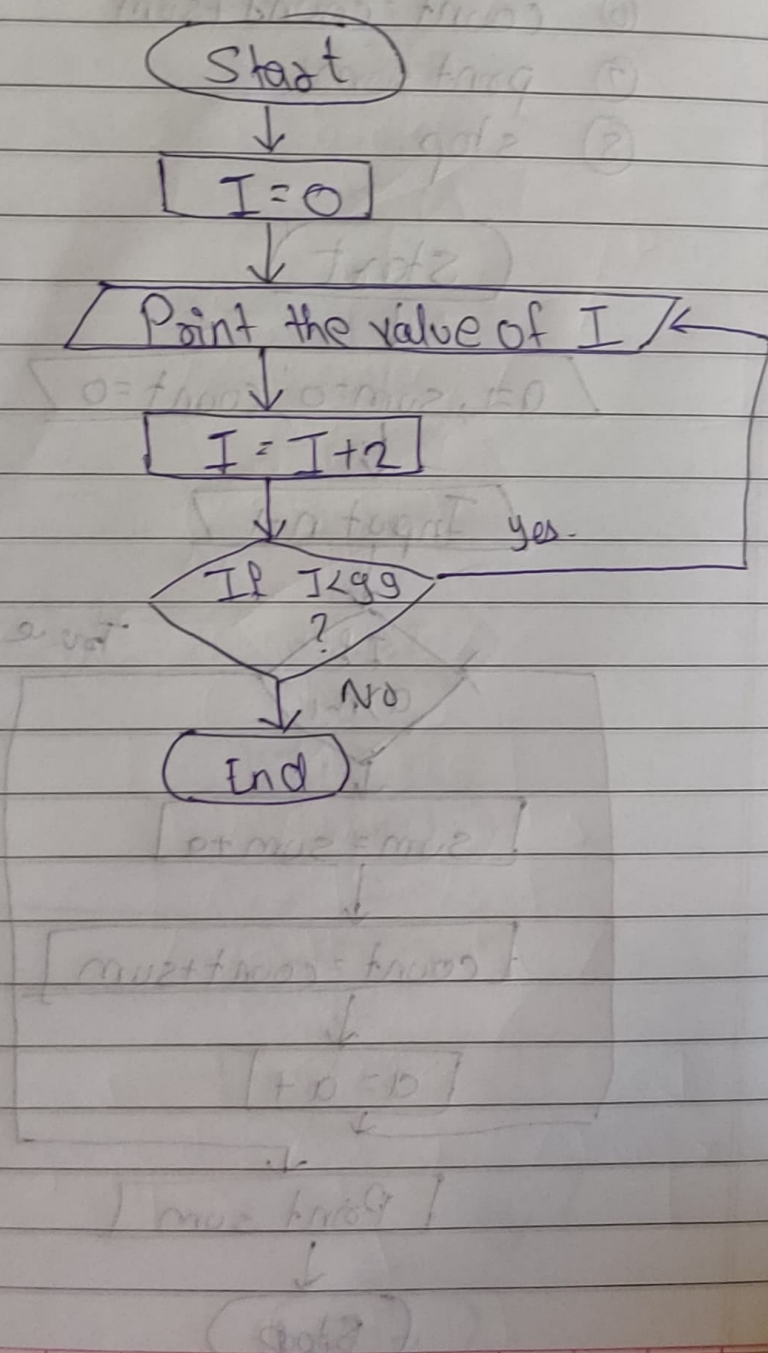 Start
I = 0
Print the value of I
I = I + 2
yes.
If I < 99
?
No
End